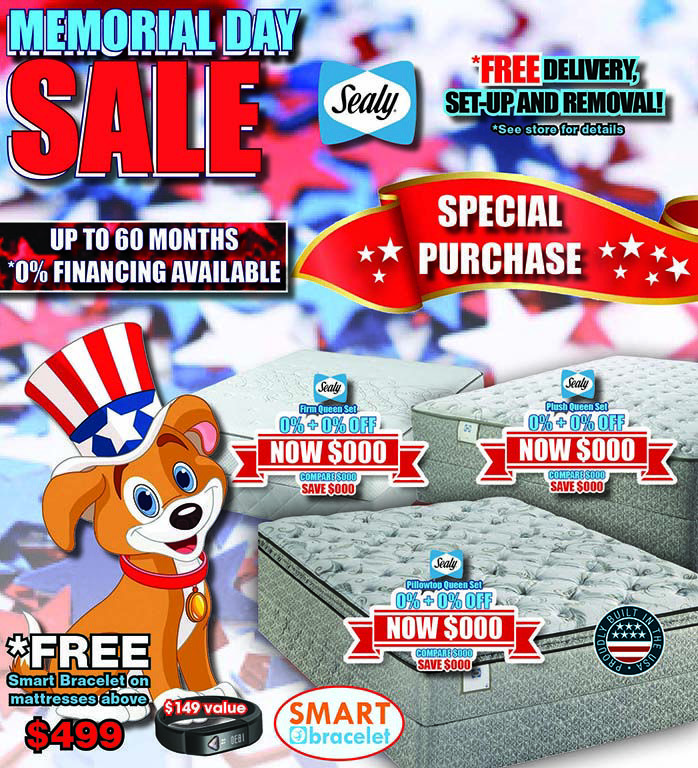 MEMORIAL DAY
SALE
Sealy
*FREE DELIVERY,
SET-UP AND REMOVAL!
*See store for details
UP TO 60 MONTHS
*0% FINANCING AVAILABLE
SPECIAL
PURCHASE
Sealy
Firm Queen Set
0% + 0% OFF
NOW $000
COMPARE $000
SAVE $000
Sealy
Plush Queen Set
0% + 0% OFF
NOW $000
COMPARE $000
SAVE $000
Sealy
Pillowtop Queen Set
0% + 0% OFF
NOW $000
COMPARE $000
SAVE $000
PROUDLY BUILT IN THE USA
*FREE
Smart Bracelet on
mattresses above
$499
$149 value
SMART
bracelet